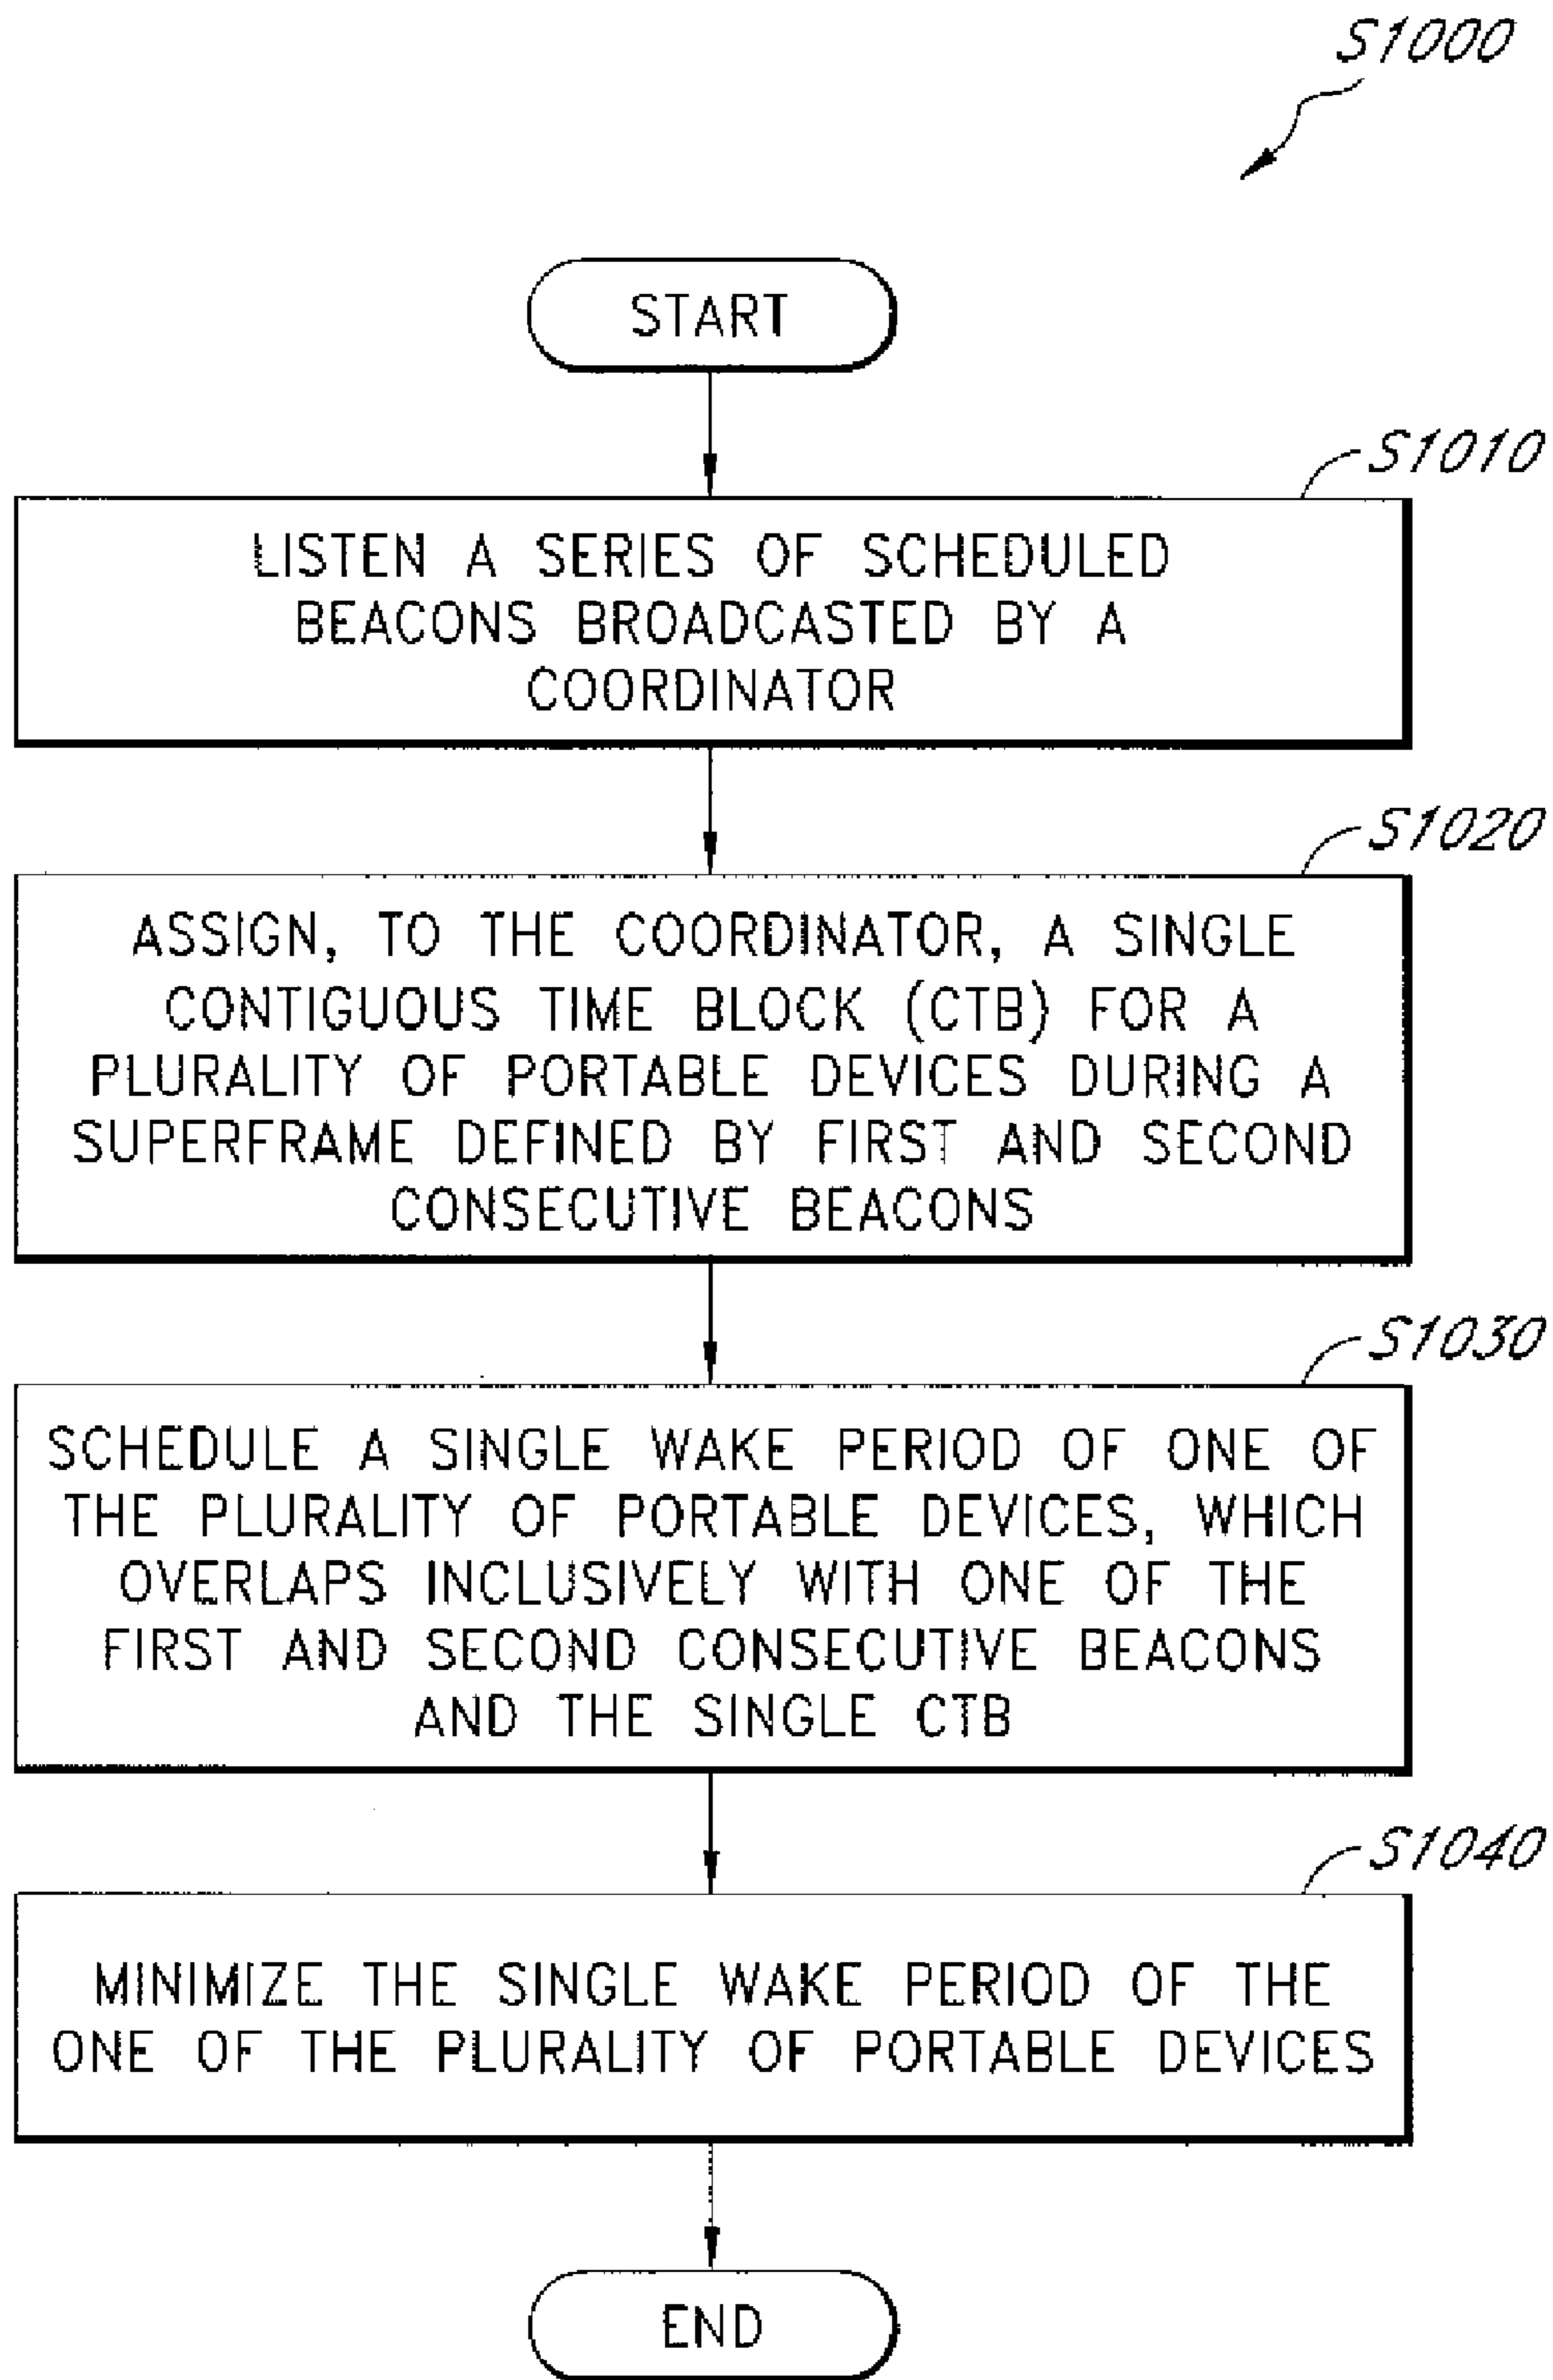 S1000
START
S1010
LISTEN A SERIES OF SCHEDULED
BEACONS BROADCASTED BY A
COORDINATOR
S1020
ASSIGN, TO THE COORDINATOR, A SINGLE
CONTIGUOUS TIME BLOCK (CTB) FOR A
PLURALITY OF PORTABLE DEVICES DURING A
SUPERFRAME DEFINED BY FIRST AND SECOND
CONSECUTIVE BEACONS
S1030
SCHEDULE A SINGLE WAKE PERIOD OF ONE OF
THE PLURALITY OF PORTABLE DEVICES, WHICH
OVERLAPS INCLUSIVELY WITH ONE OF THE
FIRST AND SECOND CONSECUTIVE BEACONS
AND THE SINGLE CTB
S1040
MINIMIZE THE SINGLE WAKE PERIOD OF THE
ONE OF THE PLURALITY OF PORTABLE DEVICES
END